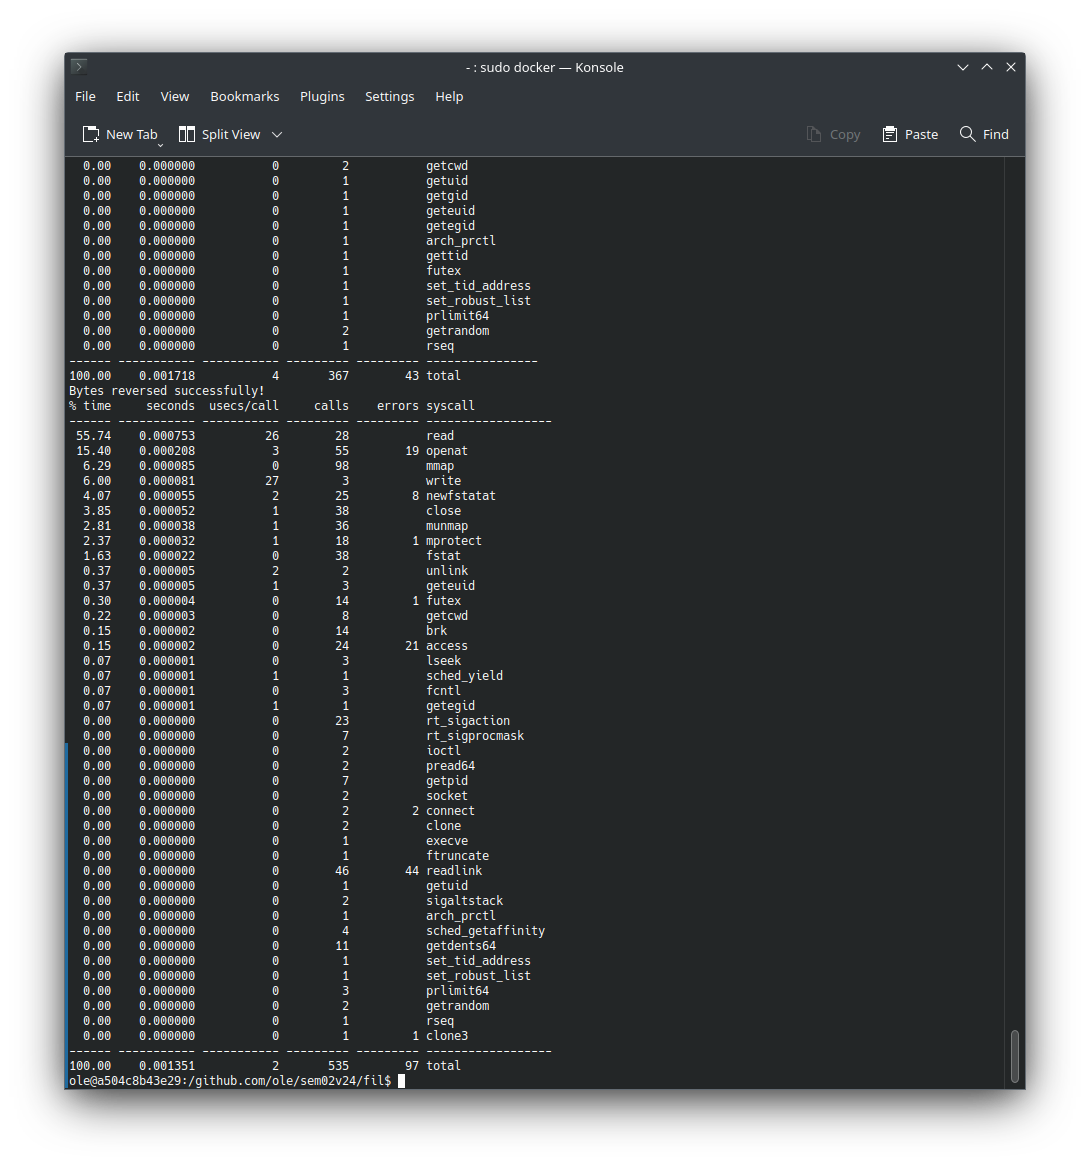 - : sudo docker — Konsole
File Edit View Bookmarks Plugins Settings Help
New Tab Split View Copy Paste Find
0.00 0.000000 0 2 getcwd
0.00 0.000000 0 1 getuid
0.00 0.000000 0 1 getgid
0.00 0.000000 0 1 geteuid
0.00 0.000000 0 1 getegid
0.00 0.000000 0 1 arch_prctl
0.00 0.000000 0 1 gettid
0.00 0.000000 0 1 futex
0.00 0.000000 0 1 set_tid_address
0.00 0.000000 0 1 set_robust_list
0.00 0.000000 0 1 prlimit64
0.00 0.000000 0 2 getrandom
0.00 0.000000 0 1 rseq
------ ----------- ----------- --------- --------- ----------------
100.00 0.001718 4 367 43 total
Bytes reversed successfully!
% time seconds usecs/call calls errors syscall
------ ----------- ----------- --------- --------- ------------------
55.74 0.000753 26 28 read
15.40 0.000208 3 55 19 openat
6.29 0.000085 0 98 mmap
6.00 0.000081 27 3 write
4.07 0.000055 2 25 8 newfstatat
3.85 0.000052 1 38 close
2.81 0.000038 1 36 munmap
2.37 0.000032 1 18 1 mprotect
1.63 0.000022 0 38 fstat
0.37 0.000005 2 2 unlink
0.37 0.000005 1 3 geteuid
0.30 0.000004 0 14 1 futex
0.22 0.000003 0 8 getcwd
0.15 0.000002 0 14 brk
0.15 0.000002 0 24 21 access
0.07 0.000001 0 3 lseek
0.07 0.000001 1 1 sched_yield
0.07 0.000001 0 3 fcntl
0.07 0.000001 1 1 getegid
0.00 0.000000 0 23 rt_sigaction
0.00 0.000000 0 7 rt_sigprocmask
0.00 0.000000 0 2 ioctl
0.00 0.000000 0 2 pread64
0.00 0.000000 0 7 getpid
0.00 0.000000 0 2 socket
0.00 0.000000 0 2 2 connect
0.00 0.000000 0 2 clone
0.00 0.000000 0 1 execve
0.00 0.000000 0 1 ftruncate
0.00 0.000000 0 46 44 readlink
0.00 0.000000 0 1 getuid
0.00 0.000000 0 2 sigaltstack
0.00 0.000000 0 1 arch_prctl
0.00 0.000000 0 4 sched_getaffinity
0.00 0.000000 0 11 getdents64
0.00 0.000000 0 1 set_tid_address
0.00 0.000000 0 1 set_robust_list
0.00 0.000000 0 3 prlimit64
0.00 0.000000 0 2 getrandom
0.00 0.000000 0 1 rseq
0.00 0.000000 0 1 1 clone3
------ ----------- ----------- --------- --------- ------------------
100.00 0.001351 2 535 97 total
ole@a504c8b43e29:/github.com/ole/sem02v24/fil$